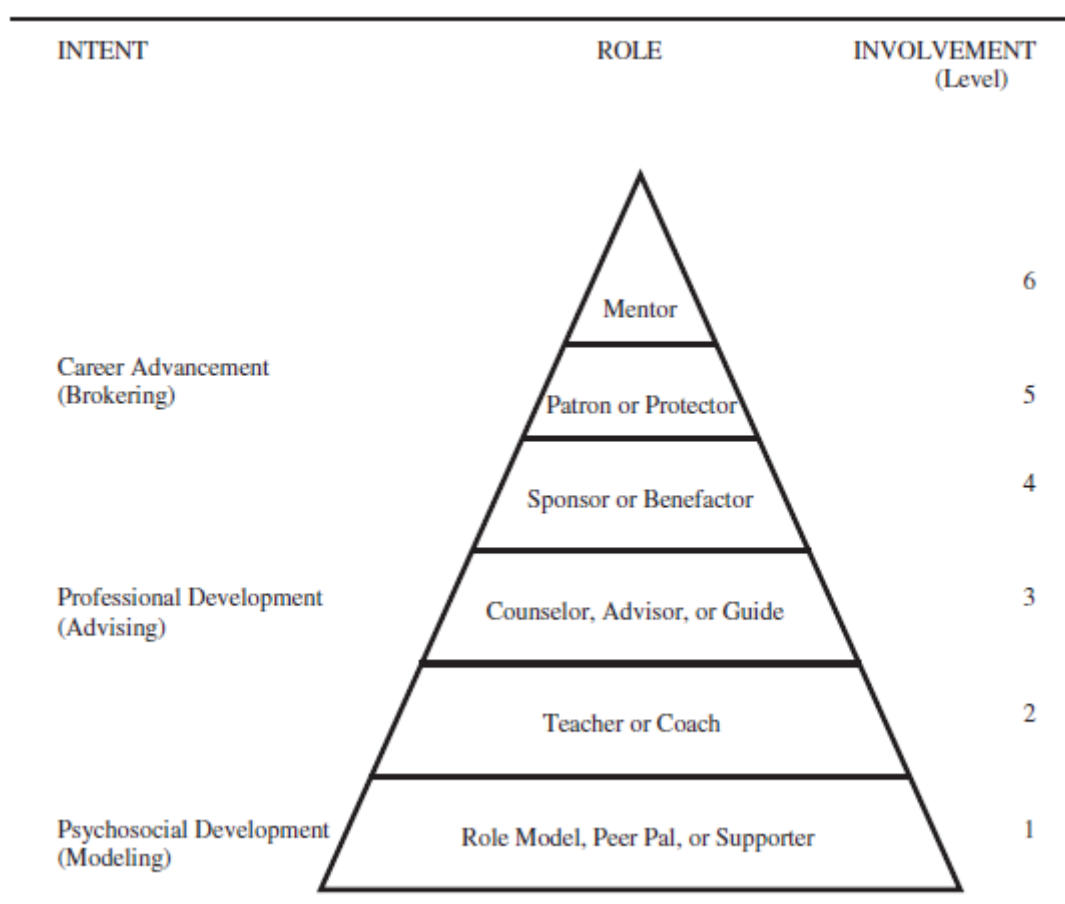 INTENT ROLE INVOLVEMENT
(Level)
6
Mentor
Career Advancement
(Brokering)
5
Patron or Protector
4
Sponsor or Benefactor
Professional Development
(Advising)
3
Counselor, Advisor, or Guide
2
Teacher or Coach
Psychosocial Development
(Modeling)
1
Role Model, Peer Pal, or Supporter